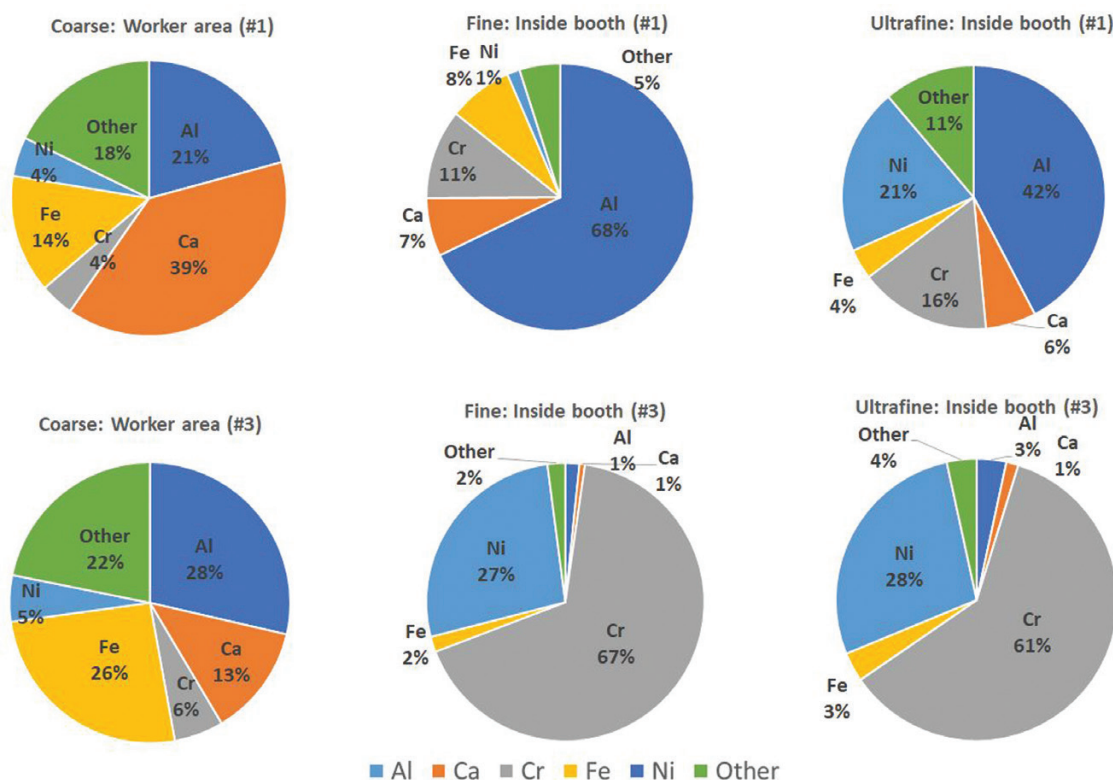 Coarse: Worker area (#1)
Other
18%
Al
21%
Ni
4%
Fe
14%
Cr
4%
Ca
39%
Fine: Inside booth (#1)
Fe
8%
Ni
1%
Other
5%
Cr
11%
Ca
7%
Al
68%
Ultrafine: Inside booth (#1)
Other
11%
Ni
21%
Al
42%
Fe
4%
Cr
16%
Ca
6%
Coarse: Worker area (#3)
Other
22%
Al
28%
Ni
5%
Fe
26%
Cr
6%
Ca
13%
Fine: Inside booth (#3)
Other
2%
Al
1%
Ca
1%
Ni
27%
Fe
2%
Cr
67%
Ultrafine: Inside booth (#3)
Other
4%
Al
3%
Ca
1%
Ni
28%
Fe
3%
Cr
61%
Al Ca Cr Fe Ni Other